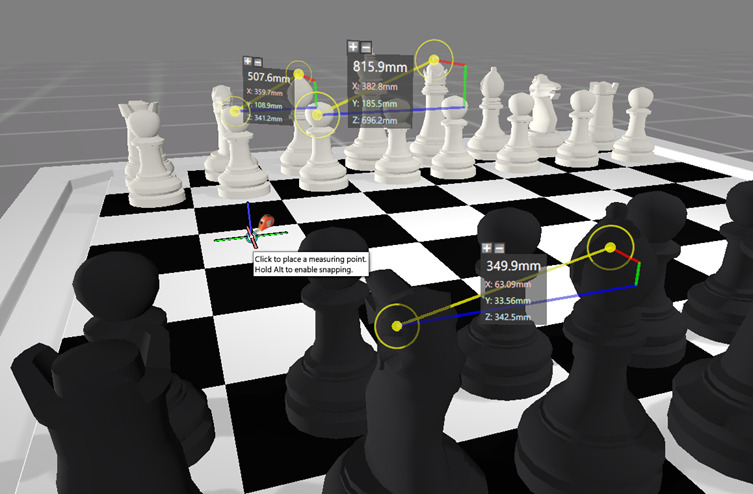 507.6mm
X: 359.7mm
Y: 108.9mm
Z: 341.2mm
815.9mm
X: 382.8mm
Y: 185.5mm
Z: 696.2mm
349.9mm
X: 63.09mm
Y: 33.56mm
Z: 342.5mm
Click to place a measuring point.
Hold Alt to enable snapping.